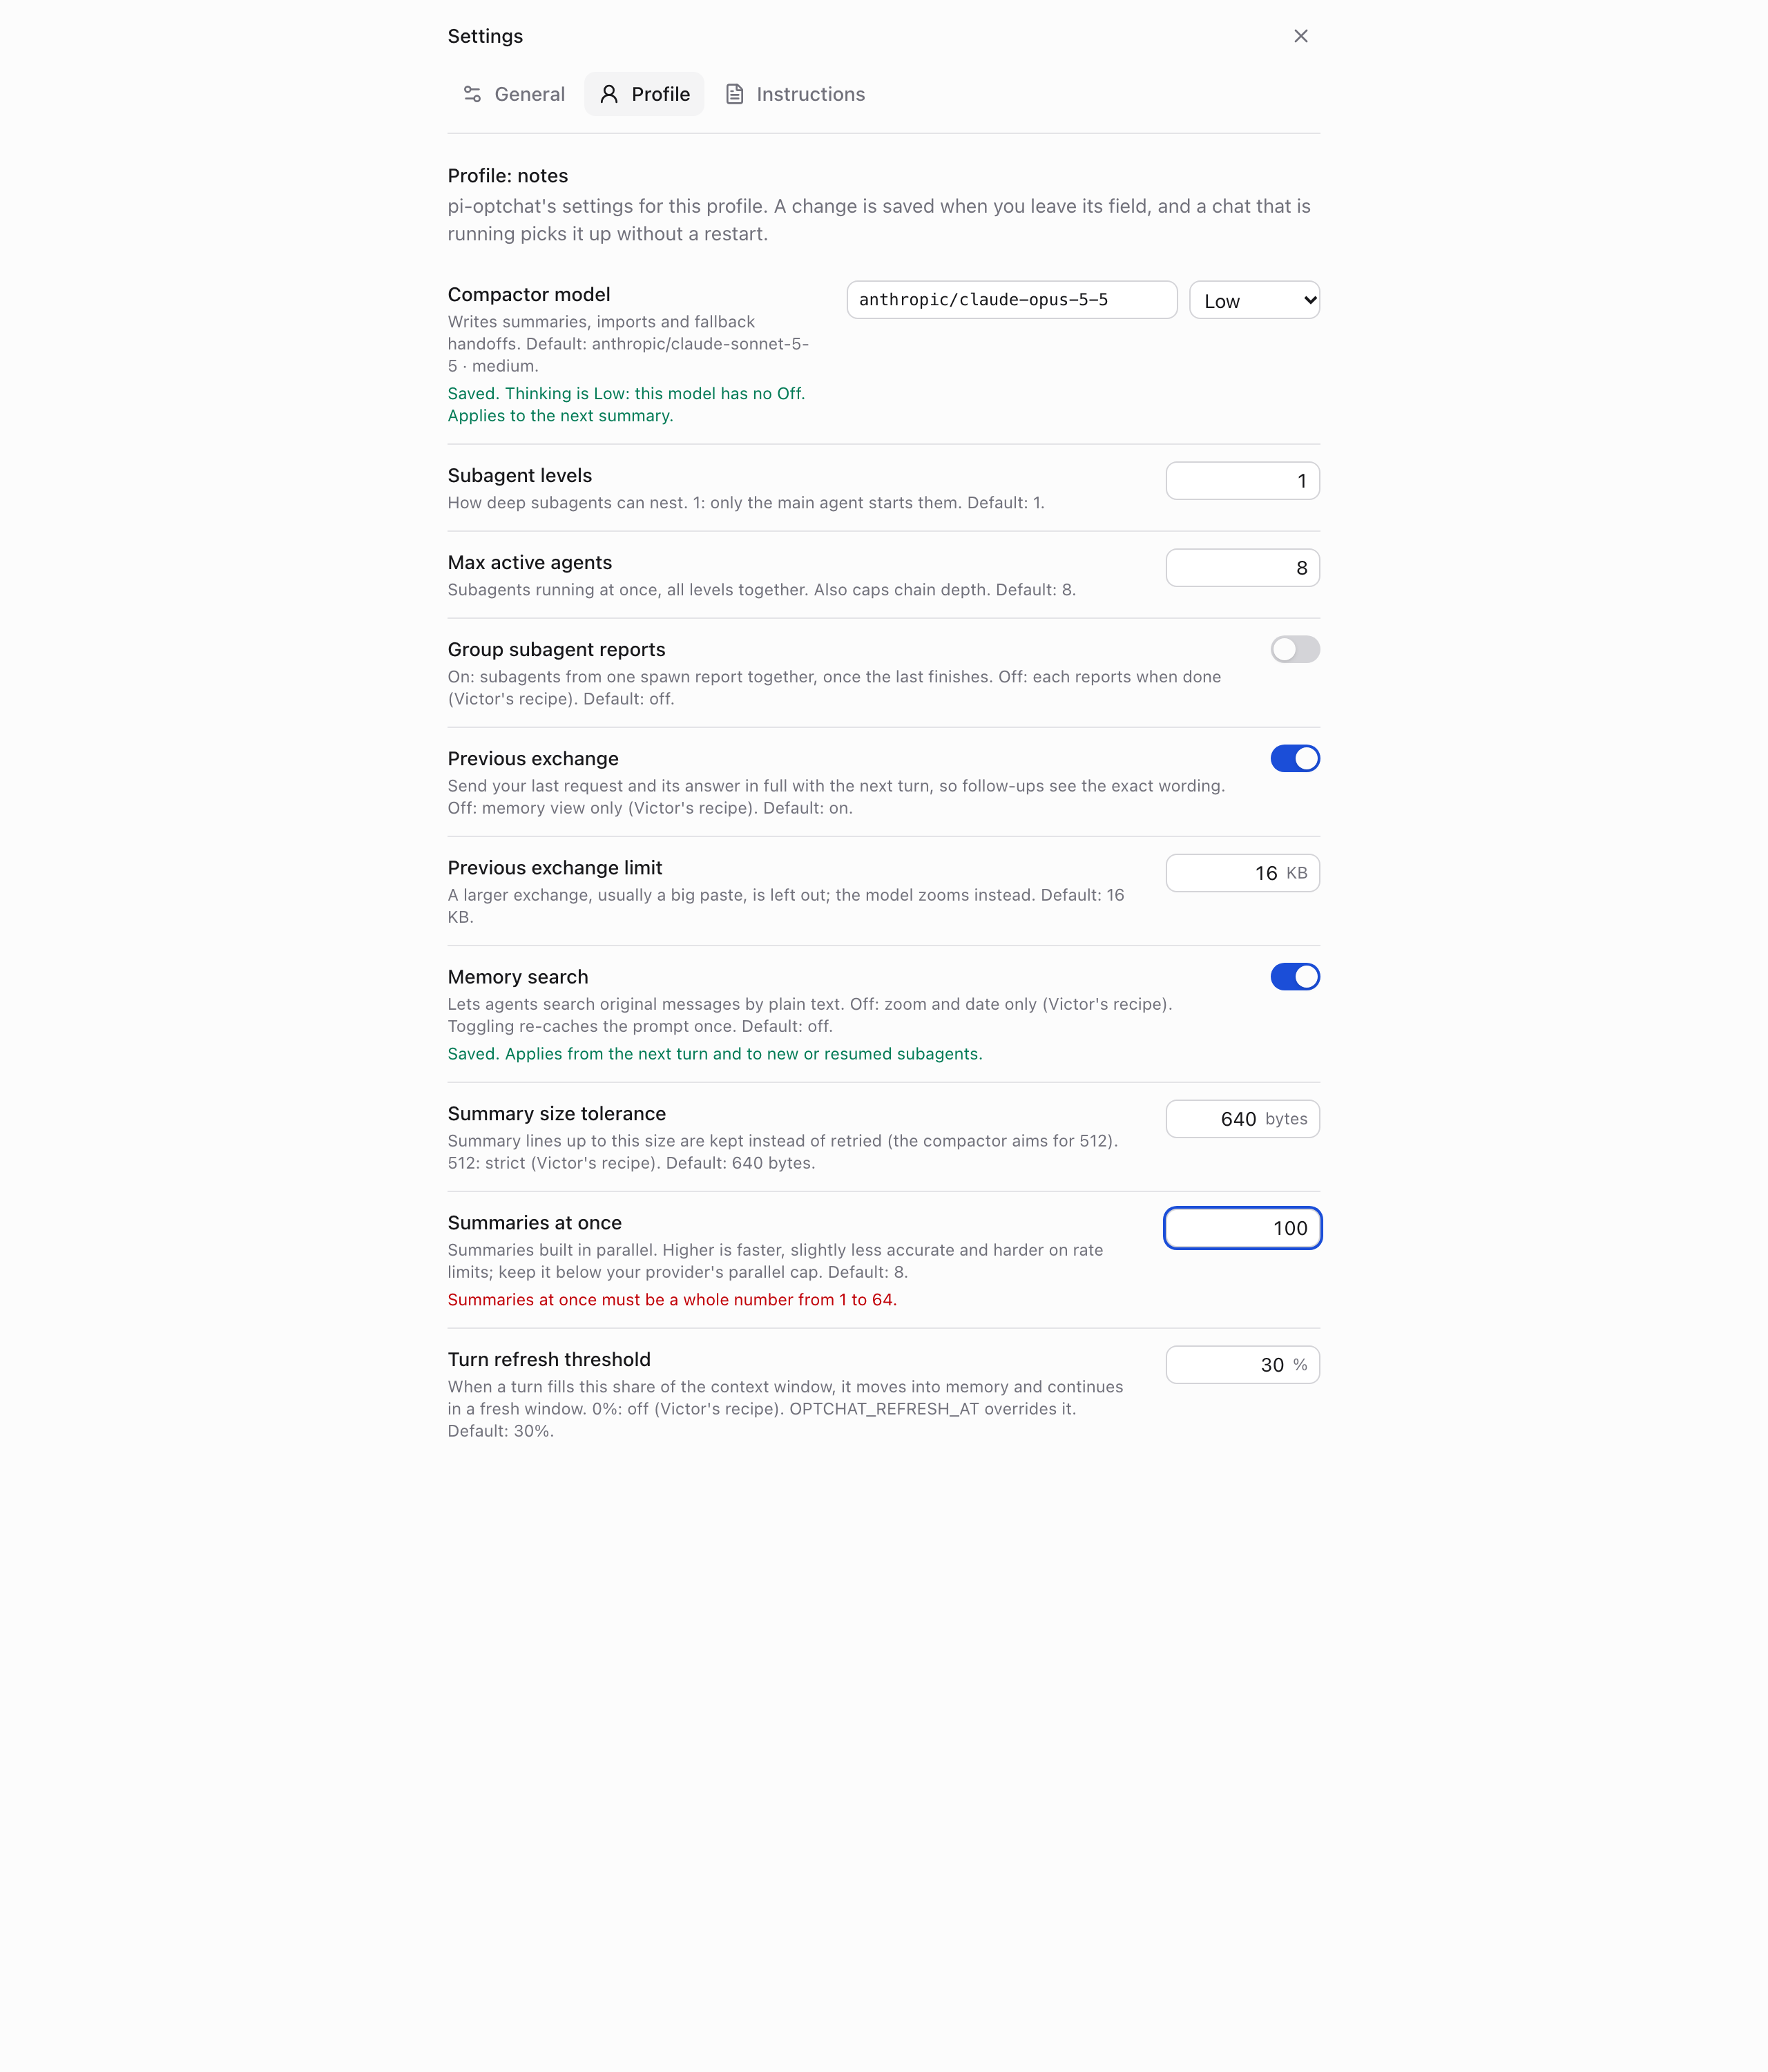 Settings
General
Profile
Instructions
Profile: notes
pi-optchat's settings for this profile. A change is saved when you leave its field, and a chat that is
running picks it up without a restart.
Compactor model
anthropic/claude-opus-5-5
Low
Writes summaries, imports and fallback
handoffs. Default: anthropic/claude-sonnet-5-
5 · medium.
Saved. Thinking is Low: this model has no Off.
Applies to the next summary.
Subagent levels
1
How deep subagents can nest. 1: only the main agent starts them. Default: 1.
Max active agents
8
Subagents running at once, all levels together. Also caps chain depth. Default: 8.
Group subagent reports
On: subagents from one spawn report together, once the last finishes. Off: each reports when done
(Victor's recipe). Default: off.
Previous exchange
Send your last request and its answer in full with the next turn, so follow-ups see the exact wording.
Off: memory view only (Victor's recipe). Default: on.
Previous exchange limit
16 KB
A larger exchange, usually a big paste, is left out; the model zooms instead. Default: 16
KB.
Memory search
Lets agents search original messages by plain text. Off: zoom and date only (Victor's recipe).
Toggling re-caches the prompt once. Default: off.
Saved. Applies from the next turn and to new or resumed subagents.
Summary size tolerance
640 bytes
Summary lines up to this size are kept instead of retried (the compactor aims for 512).
512: strict (Victor's recipe). Default: 640 bytes.
Summaries at once
100
Summaries built in parallel. Higher is faster, slightly less accurate and harder on rate
limits; keep it below your provider's parallel cap. Default: 8.
Summaries at once must be a whole number from 1 to 64.
Turn refresh threshold
30 %
When a turn fills this share of the context window, it moves into memory and continues
in a fresh window. 0%: off (Victor's recipe). OPTCHAT_REFRESH_AT overrides it.
Default: 30%.